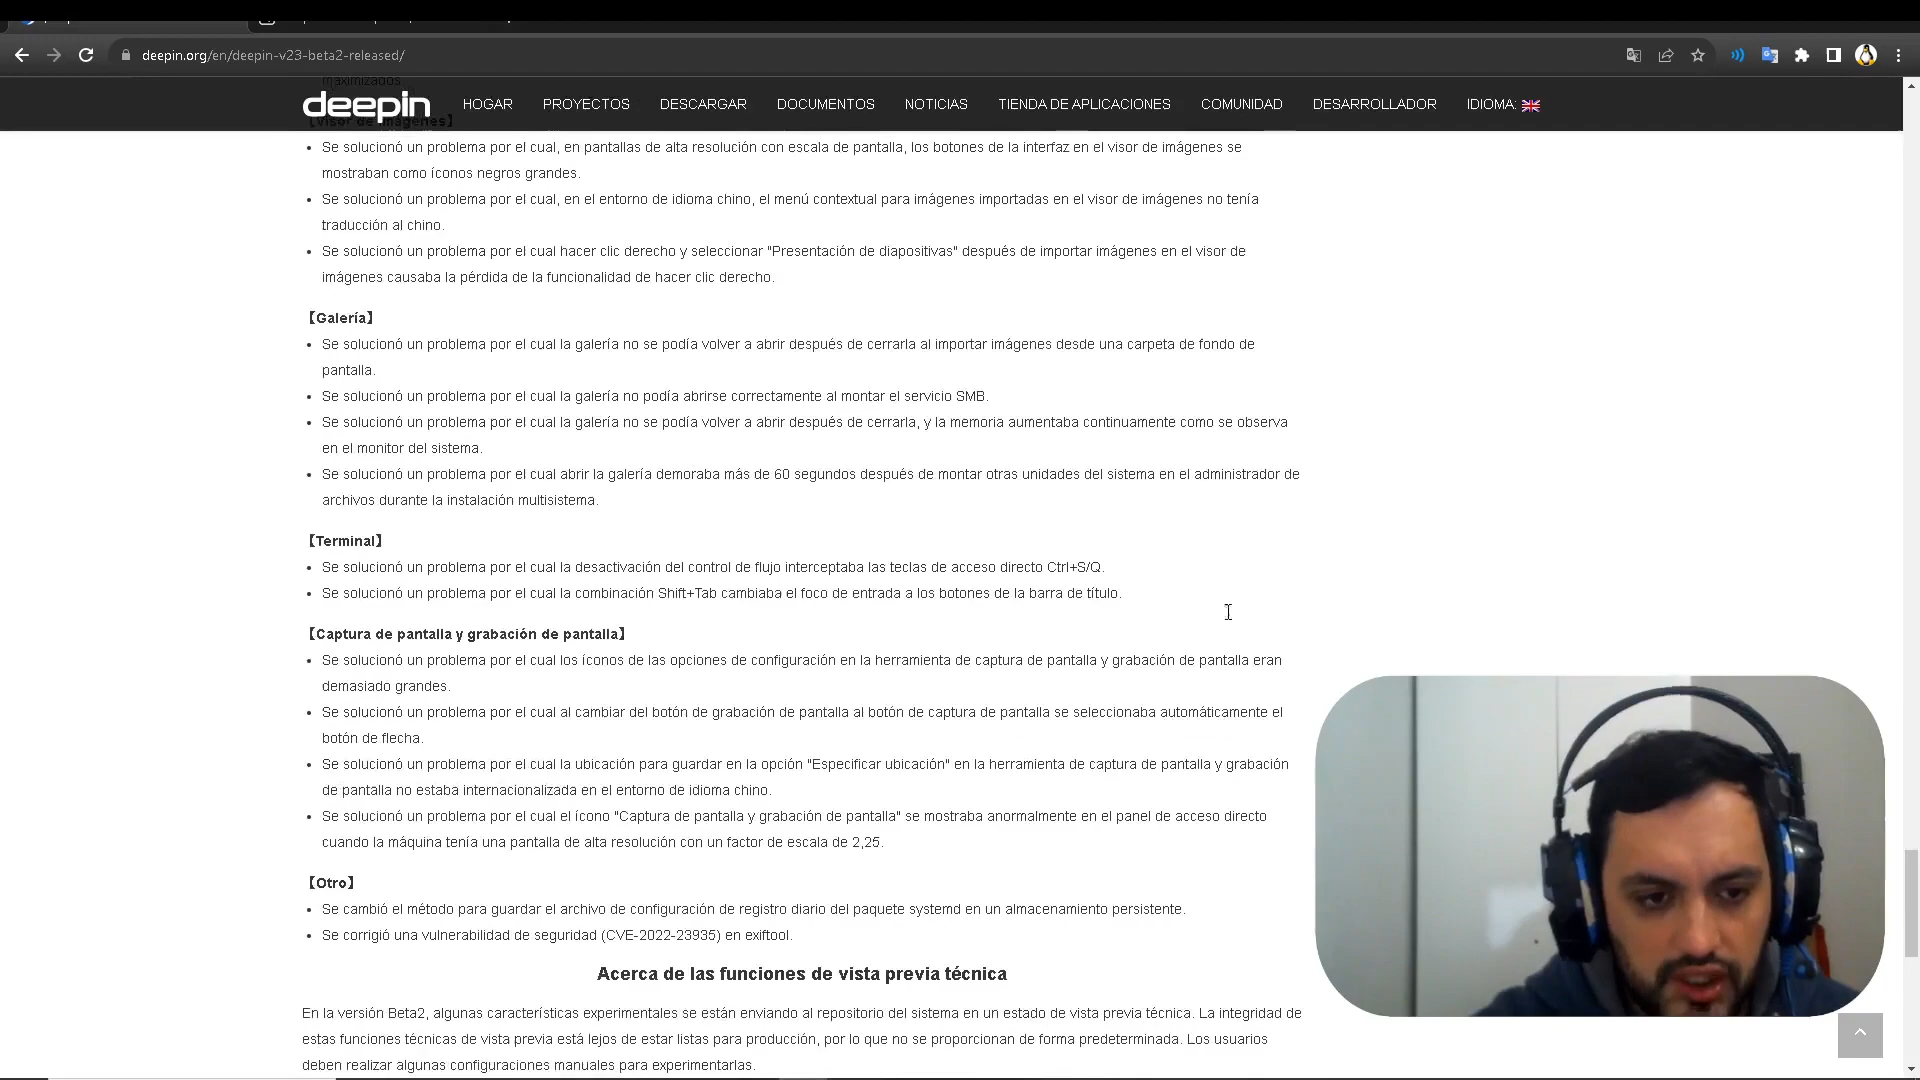 deepin.org/en/deepin-v23-beta2-released/
maximizados
deepin HOGAR PROYECTOS DESCARGAR DOCUMENTOS NOTICIAS TIENDA DE APLICACIONES COMUNIDAD DESARROLLADOR IDIOMA:
• Se solucionó un problema por el cual, en pantallas de alta resolución con escala de pantalla, los botones de la interfaz en el visor de imágenes se
mostraban como íconos negros grandes.
• Se solucionó un problema por el cual, en el entorno de idioma chino, el menú contextual para imágenes importadas en el visor de imágenes no tenía
traducción al chino.
• Se solucionó un problema por el cual hacer clic derecho y seleccionar "Presentación de diapositivas" después de importar imágenes en el visor de
imágenes causaba la pérdida de la funcionalidad de hacer clic derecho.
【Galería】
• Se solucionó un problema por el cual la galería no se podía volver a abrir después de cerrarla al importar imágenes desde una carpeta de fondo de
pantalla.
• Se solucionó un problema por el cual la galería no podía abrirse correctamente al montar el servicio SMB.
• Se solucionó un problema por el cual la galería no se podía volver a abrir después de cerrarla, y la memoria aumentaba continuamente como se observa
en el monitor del sistema.
• Se solucionó un problema por el cual abrir la galería demoraba más de 60 segundos después de montar otras unidades del sistema en el administrador de
archivos durante la instalación multisistema.
【Terminal】
• Se solucionó un problema por el cual la desactivación del control de flujo interceptaba las teclas de acceso directo Ctrl+S/Q.
• Se solucionó un problema por el cual la combinación Shift+Tab cambiaba el foco de entrada a los botones de la barra de título.
【Captura de pantalla y grabación de pantalla】
• Se solucionó un problema por el cual los íconos de las opciones de configuración en la herramienta de captura de pantalla y grabación de pantalla eran
demasiado grandes.
• Se solucionó un problema por el cual al cambiar del botón de grabación de pantalla al botón de captura de pantalla se seleccionaba automáticamente el
botón de flecha.
• Se solucionó un problema por el cual la ubicación para guardar en la opción "Especificar ubicación" en la herramienta de captura de pantalla y grabación
de pantalla no estaba internacionalizada en el entorno de idioma chino.
• Se solucionó un problema por el cual el ícono "Captura de pantalla y grabación de pantalla" se mostraba anormalmente en el panel de acceso directo
cuando la máquina tenía una pantalla de alta resolución con un factor de escala de 2,25.
【Otro】
• Se cambió el método para guardar el archivo de configuración de registro diario del paquete systemd en un almacenamiento persistente.
• Se corrigió una vulnerabilidad de seguridad (CVE-2022-23935) en exiftool.
Acerca de las funciones de vista previa técnica
En la versión Beta2, algunas características experimentales se están enviando al repositorio del sistema en un estado de vista previa técnica. La integridad de
estas funciones técnicas de vista previa está lejos de estar listas para producción, por lo que no se proporcionan de forma predeterminada. Los usuarios
deben realizar algunas configuraciones manuales para experimentarlas.